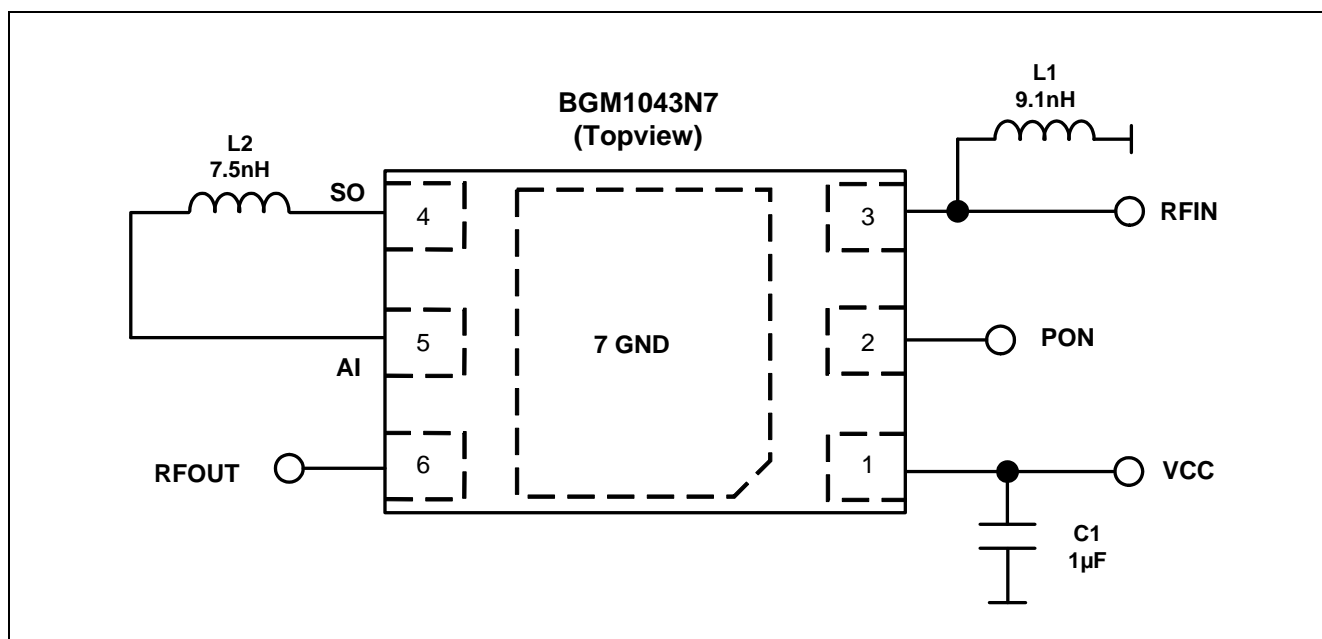 BGM1043N7
(Topview)
L1
9.1nH
L2
7.5nH
SO
4
3
RFIN
5
7 GND
2
PON
AI
RFOUT
6
1
VCC
C1
1µF